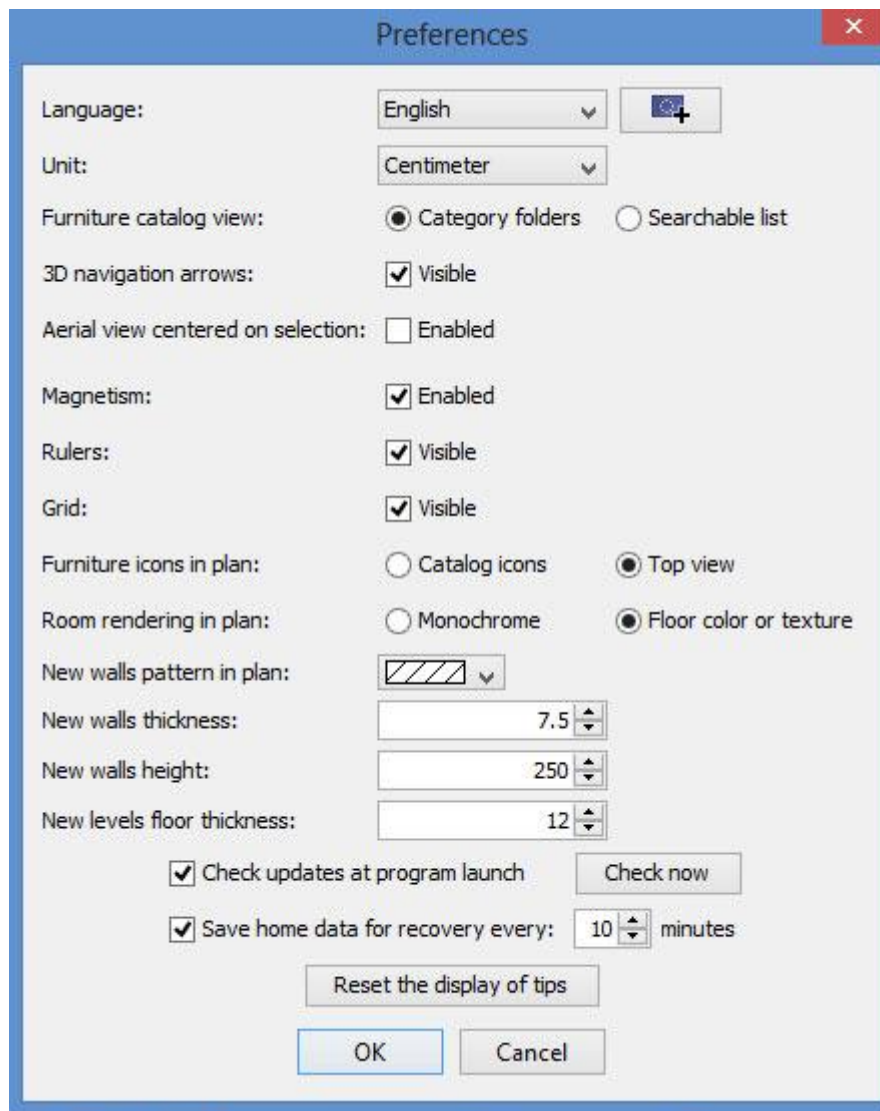 Preferences
Language: English
Unit: Centimeter
Furniture catalog view: Category folders Searchable list
3D navigation arrows: Visible
Aerial view centered on selection: Enabled
Magnetism: Enabled
Rulers: Visible
Grid: Visible
Furniture icons in plan: Catalog icons Top view
Room rendering in plan: Monochrome Floor color or texture
New walls pattern in plan:
New walls thickness: 7.5
New walls height: 250
New levels floor thickness: 12
Check updates at program launch Check now
Save home data for recovery every: 10 minutes
Reset the display of tips
OK Cancel